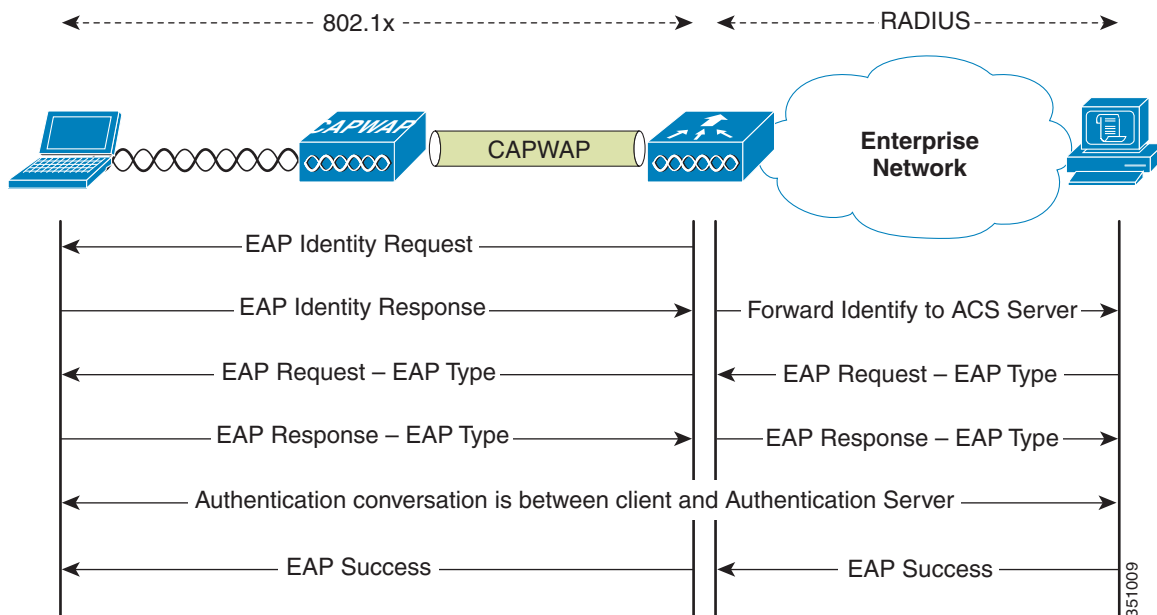 802.1x
RADIUS
CAPWAP
CAPWAP
Enterprise
Network
EAP Identity Request
EAP Identity Response
Forward Identify to ACS Server
EAP Request – EAP Type
EAP Request – EAP Type
EAP Response – EAP Type
EAP Response – EAP Type
Authentication conversation is between client and Authentication Server
EAP Success
EAP Success
351009